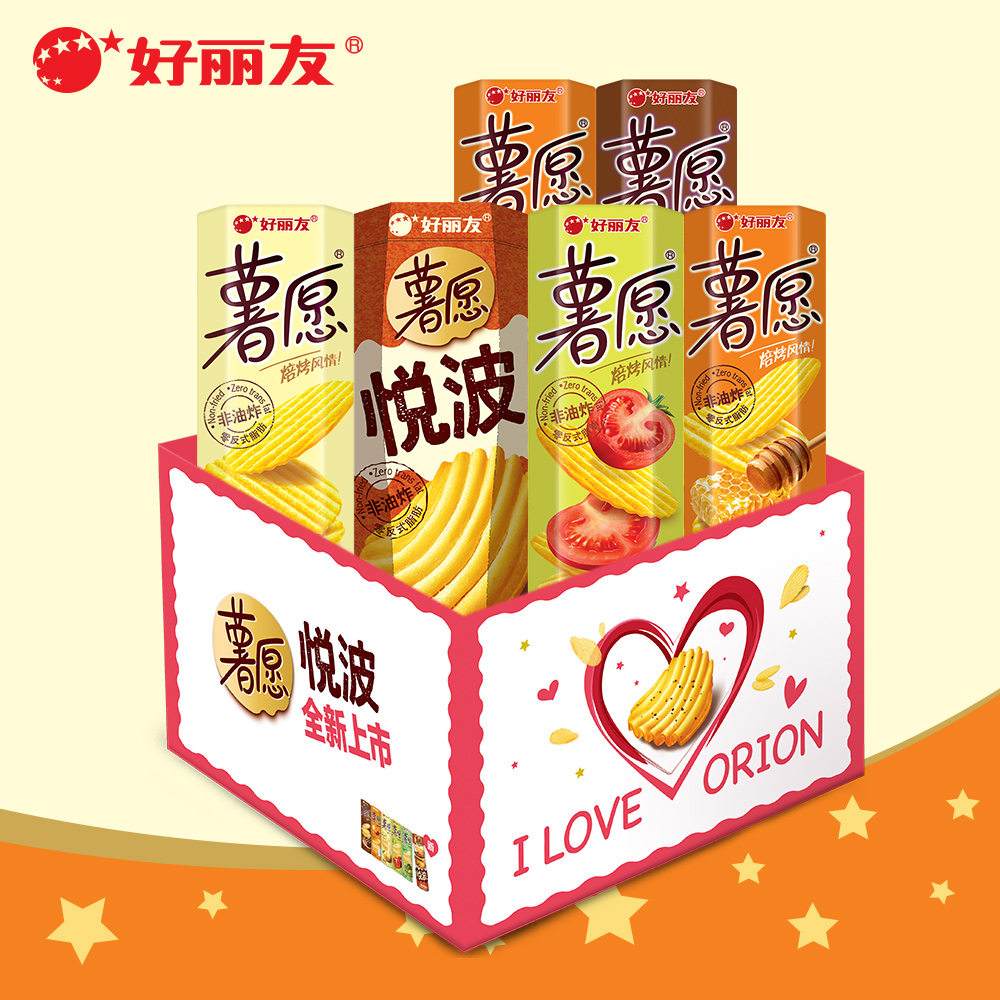 好丽友®
好丽友®
薯愿®
好丽友®
薯愿®
好丽友®
薯愿®
焙烤风情!
Non-fried • Zero trans fat
非油炸
零反式脂肪
好丽友®
薯愿
悦波
Non-fried • Zero trans fat
非油炸
零反式脂肪
好丽友®
薯愿®
焙烤风情!
Non-fried • Zero trans fat
非油炸
零反式脂肪
好丽友®
薯愿®
焙烤风情!
Non-fried • Zero trans fat
非油炸
零反式脂肪
薯愿
悦波
全新上市
I LOVE ORION